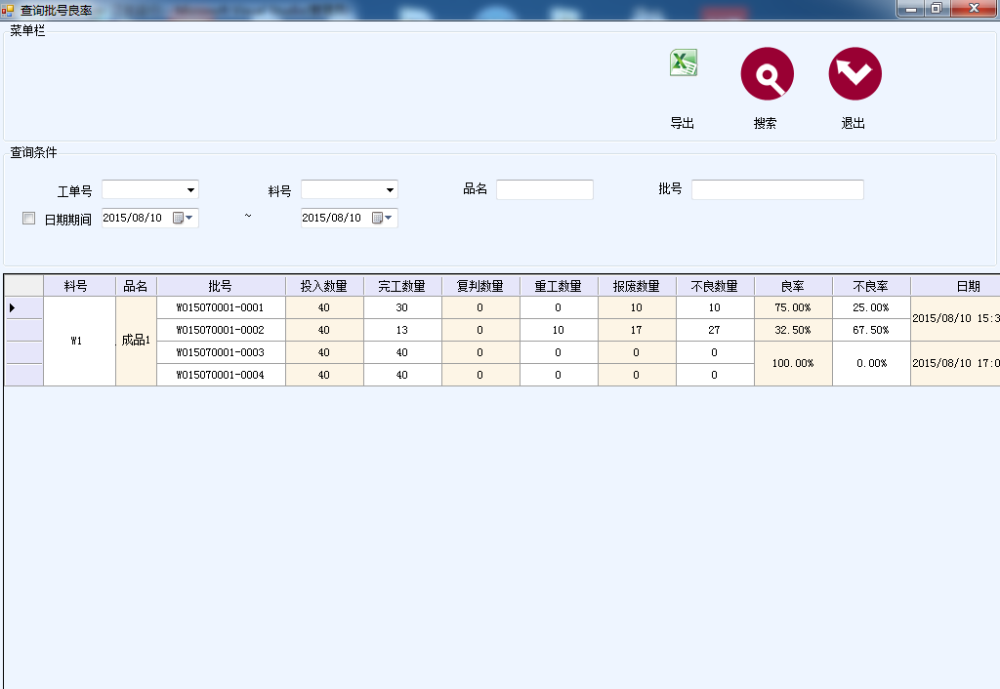 查询批号良率
菜单栏
导出 搜索 退出
查询条件
工单号 料号 品名 批号
日期期间 2015/08/10 ~ 2015/08/10
料号 品名 批号 投入数量 完工数量 复判数量 重工数量 报废数量 不良数量 良率 不良率 日期
W1 成品1
W015070001-0001 40 30 0 0 10 10 75.00% 25.00%
2015/08/10 15:3
W015070001-0002 40 13 0 10 17 27 32.50% 67.50%
W015070001-0003 40 40 0 0 0 0
100.00% 0.00% 2015/08/10 17:0
W015070001-0004 40 40 0 0 0 0